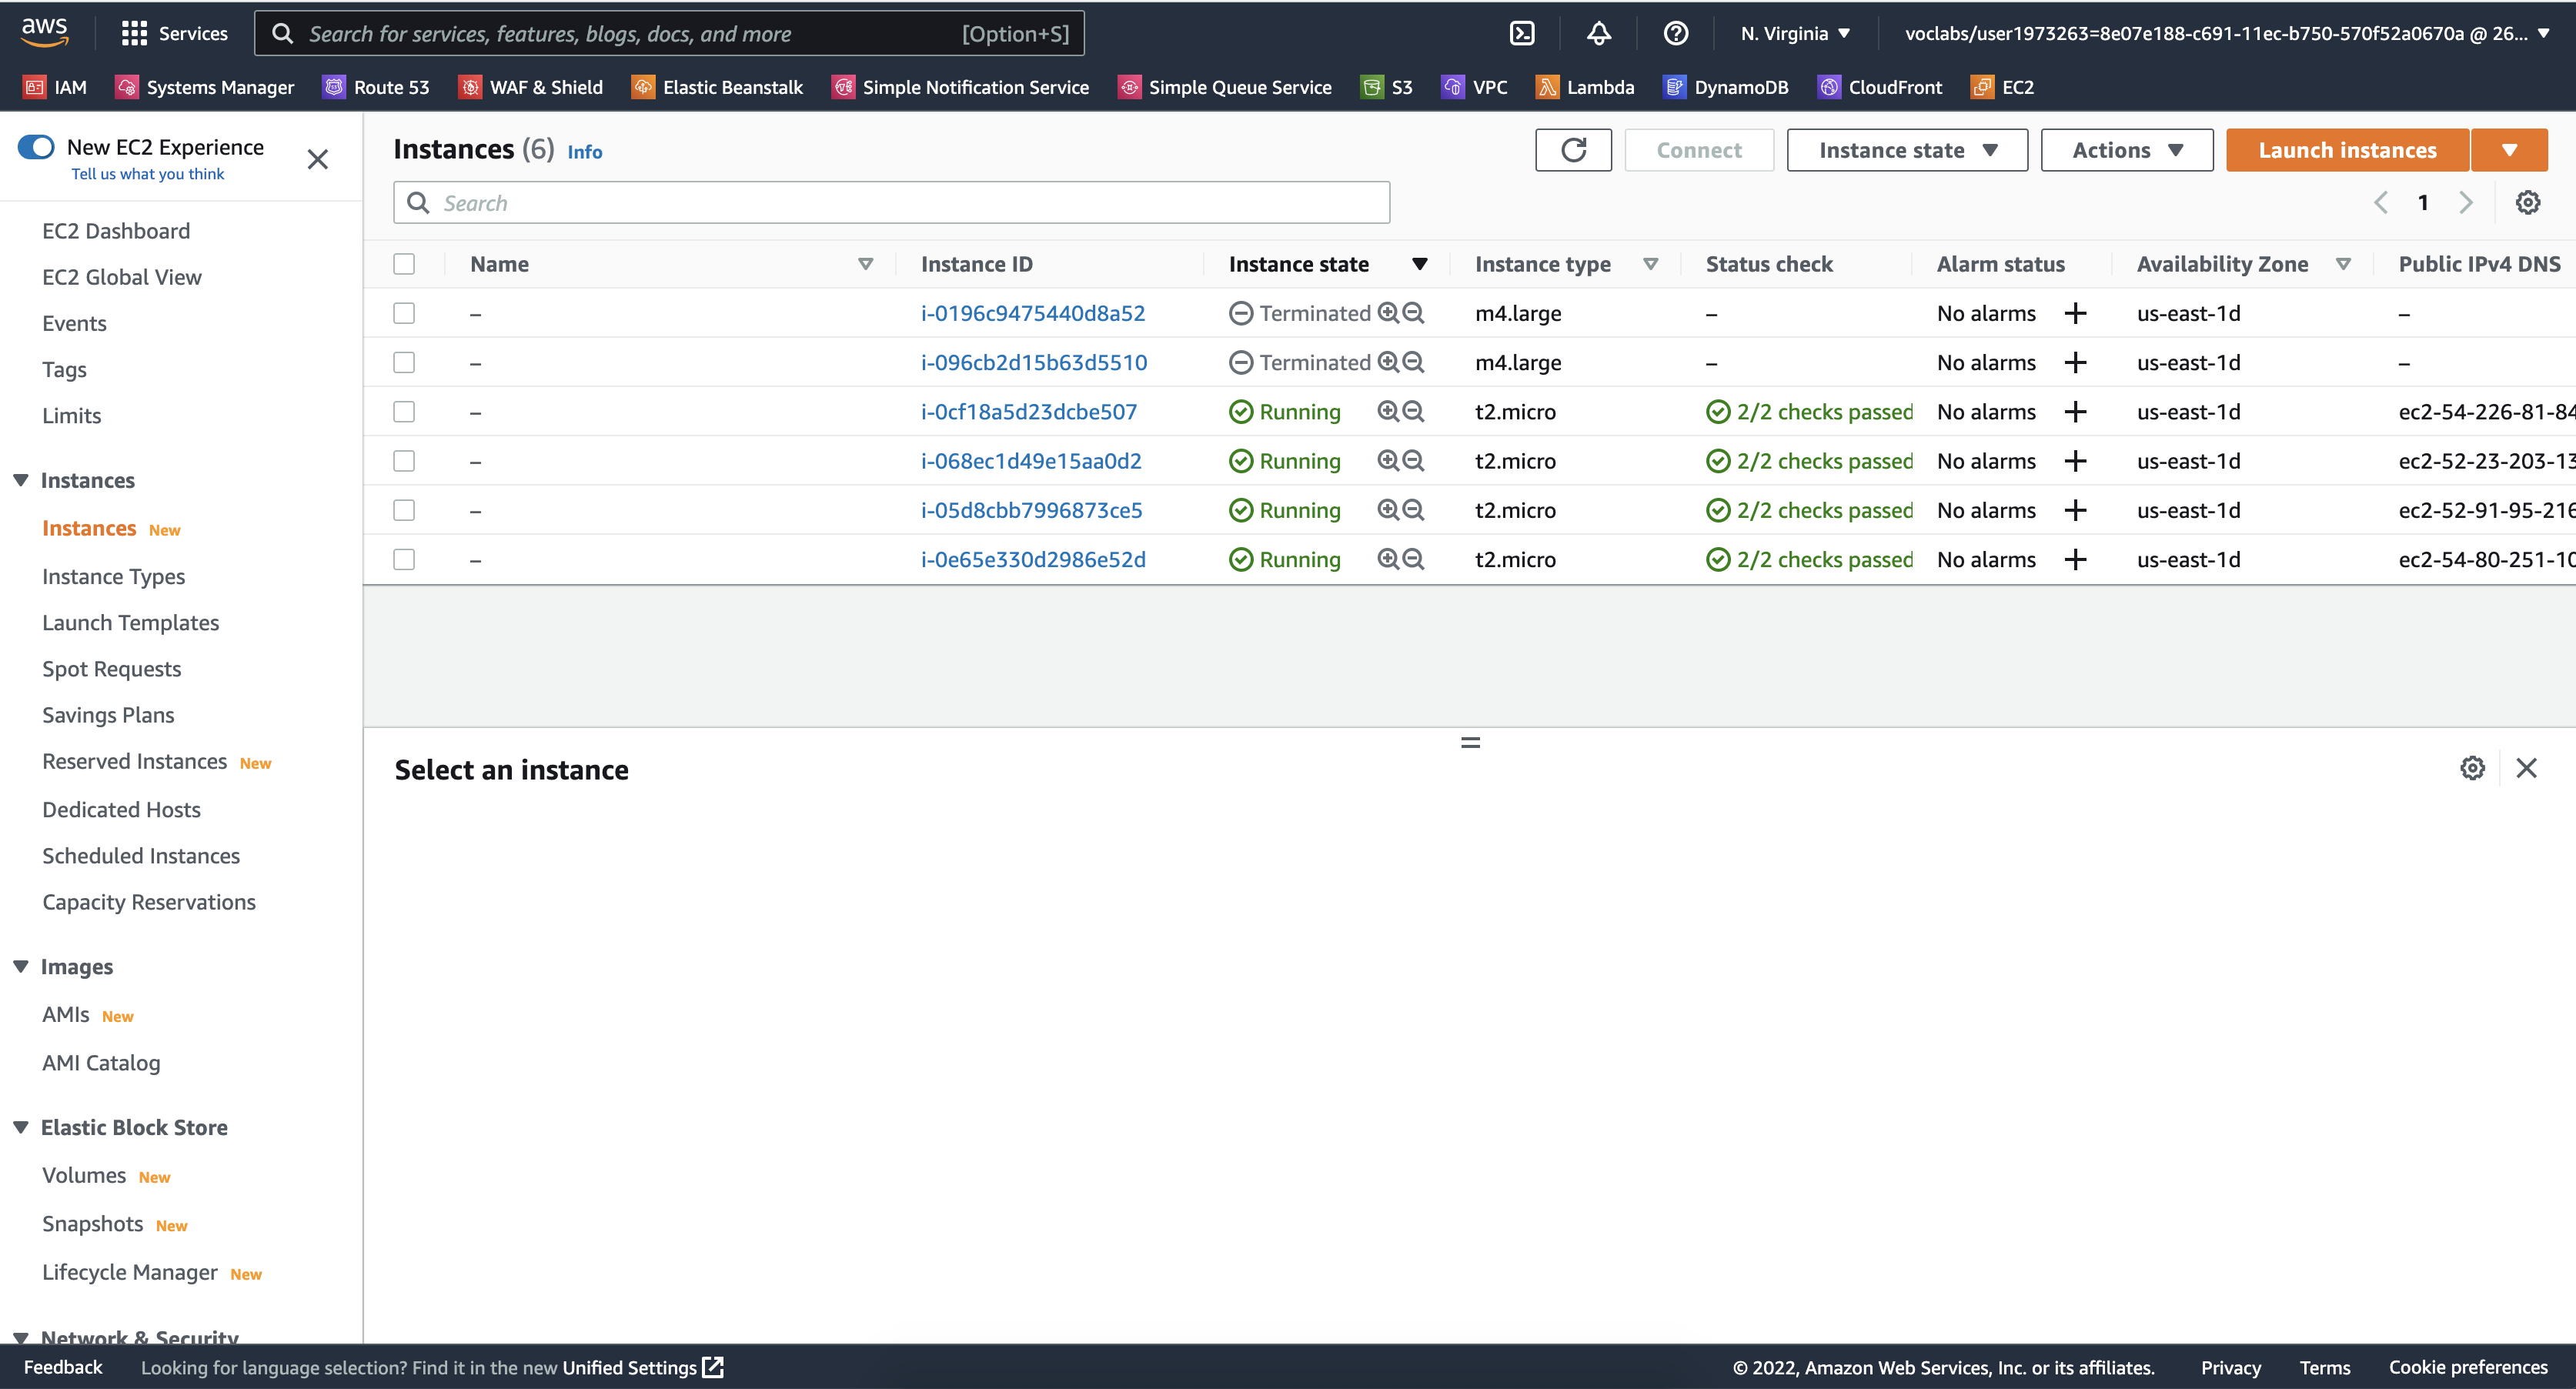 aws Services Search for services, features, blogs, docs, and more [Option+S] N. Virginia ▼ voclabs/user1973263=8e07e188-c691-11ec-b750-570f52a0670a @ 26... ▼
IAM Systems Manager Route 53 WAF & Shield Elastic Beanstalk Simple Notification Service Simple Queue Service S3 VPC Lambda DynamoDB CloudFront EC2
New EC2 Experience
Tell us what you think
EC2 Dashboard
EC2 Global View
Events
Tags
Limits
Instances
Instances New
Instance Types
Launch Templates
Spot Requests
Savings Plans
Reserved Instances New
Dedicated Hosts
Scheduled Instances
Capacity Reservations
Images
AMIs New
AMI Catalog
Elastic Block Store
Volumes New
Snapshots New
Lifecycle Manager New
Network & Security
Instances (6) Info Connect Instance state Actions Launch instances
Search 1
Name Instance ID Instance state Instance type Status check Alarm status Availability Zone Public IPv4 DNS
– i-0196c9475440d8a52 Terminated m4.large – No alarms + us-east-1d –
– i-096cb2d15b63d5510 Terminated m4.large – No alarms + us-east-1d –
– i-0cf18a5d23dcbe507 Running t2.micro 2/2 checks passed No alarms + us-east-1d ec2-54-226-81-84
– i-068ec1d49e15aa0d2 Running t2.micro 2/2 checks passed No alarms + us-east-1d ec2-52-23-203-13
– i-05d8cbb7996873ce5 Running t2.micro 2/2 checks passed No alarms + us-east-1d ec2-52-91-95-216
– i-0e65e330d2986e52d Running t2.micro 2/2 checks passed No alarms + us-east-1d ec2-54-80-251-10
Select an instance
Feedback Looking for language selection? Find it in the new Unified Settings © 2022, Amazon Web Services, Inc. or its affiliates. Privacy Terms Cookie preferences